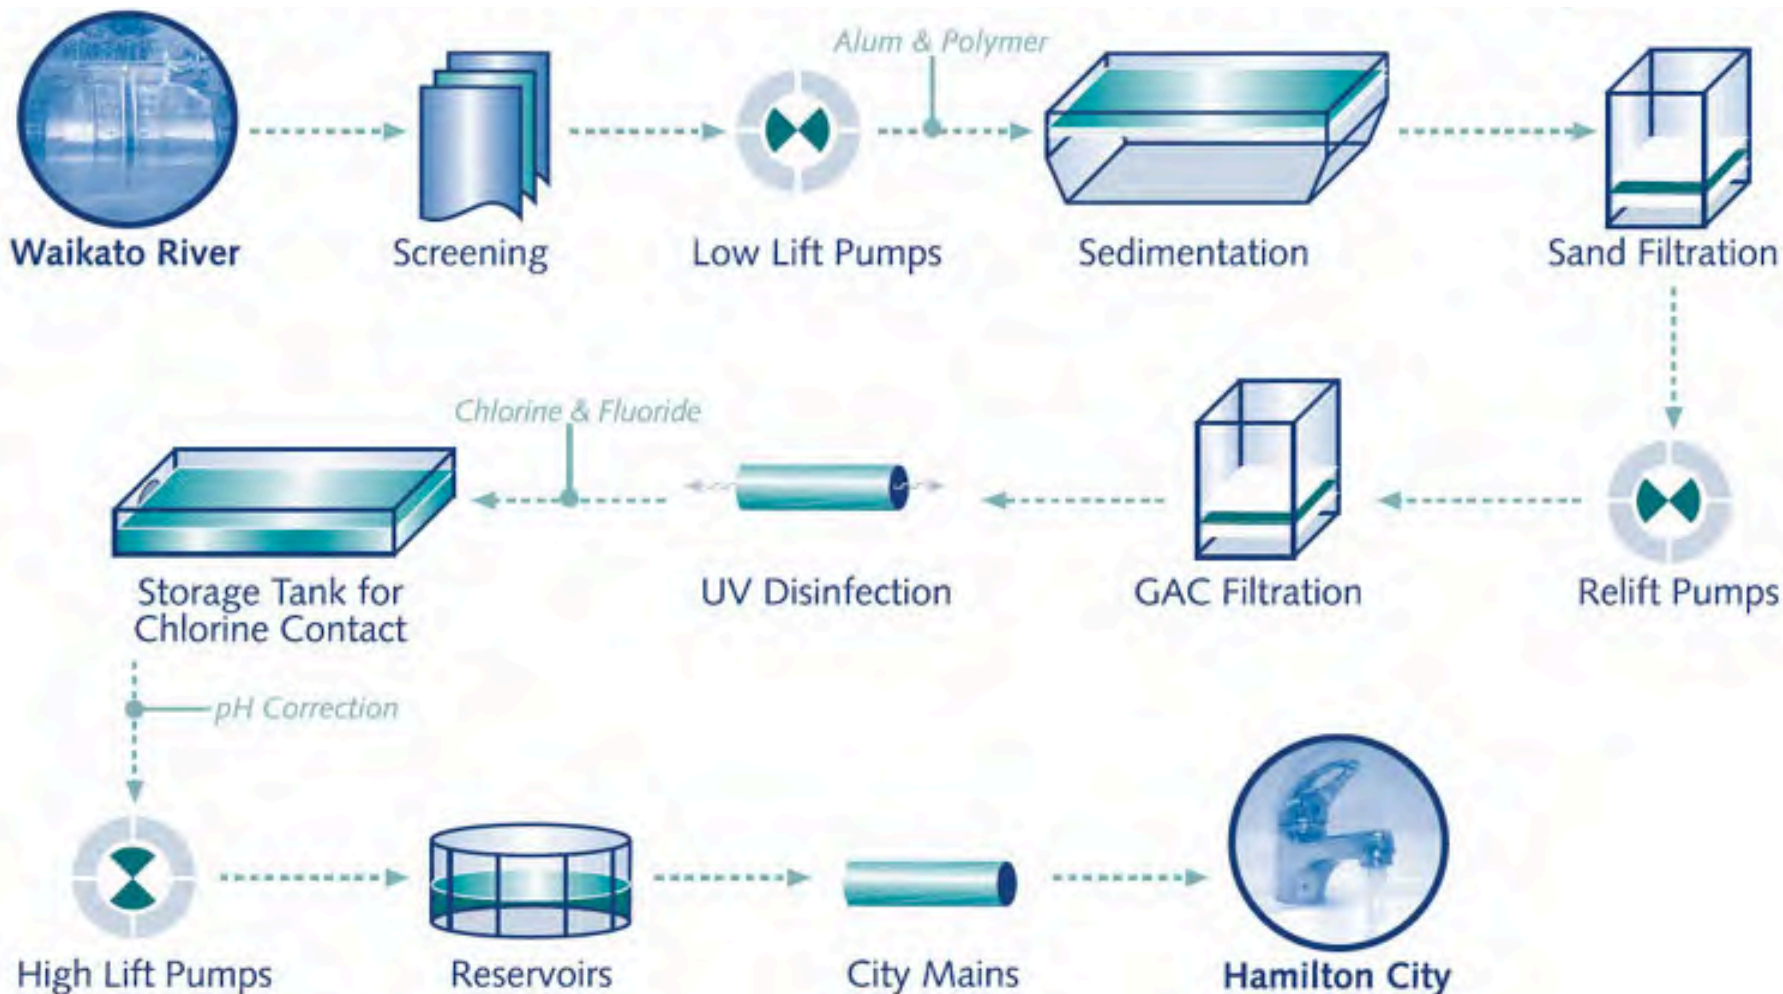 Alum & Polymer
Waikato River
Screening
Low Lift Pumps
Sedimentation
Sand Filtration
Chlorine & Fluoride
Storage Tank for
Chlorine Contact
UV Disinfection
GAC Filtration
Relift Pumps
pH Correction
High Lift Pumps
Reservoirs
City Mains
Hamilton City